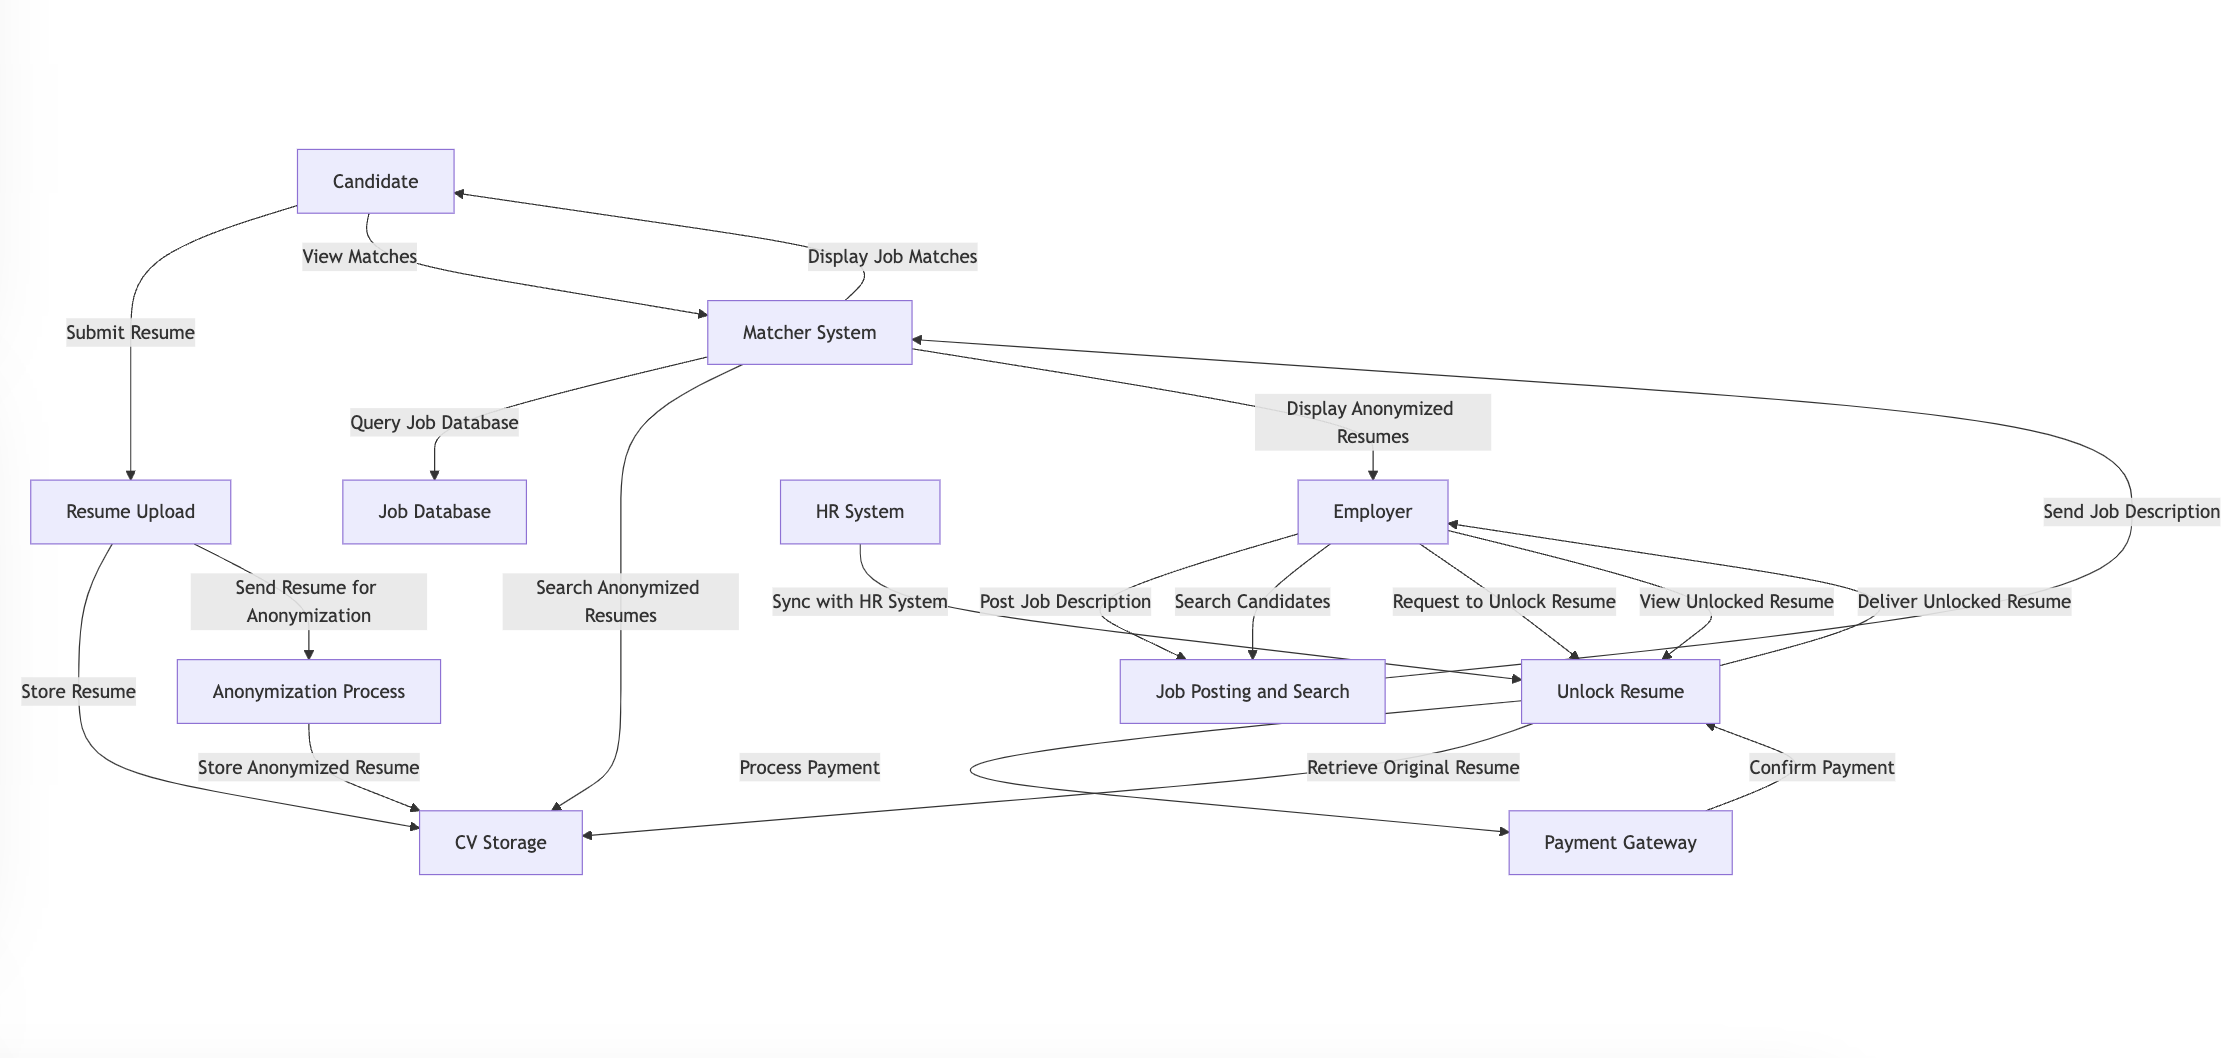 Candidate
View Matches
Display Job Matches
Submit Resume
Matcher System
Query Job Database
Display Anonymized
Resumes
Resume Upload
Job Database
HR System
Employer
Send Job Description
Send Resume for
Anonymization
Search Anonymized
Resumes
Sync with HR System
Post Job Description
Search Candidates
Request to Unlock Resume
View Unlocked Resume
Deliver Unlocked Resume
Store Resume
Anonymization Process
Job Posting and Search
Unlock Resume
Store Anonymized Resume
Process Payment
Retrieve Original Resume
Confirm Payment
CV Storage
Payment Gateway